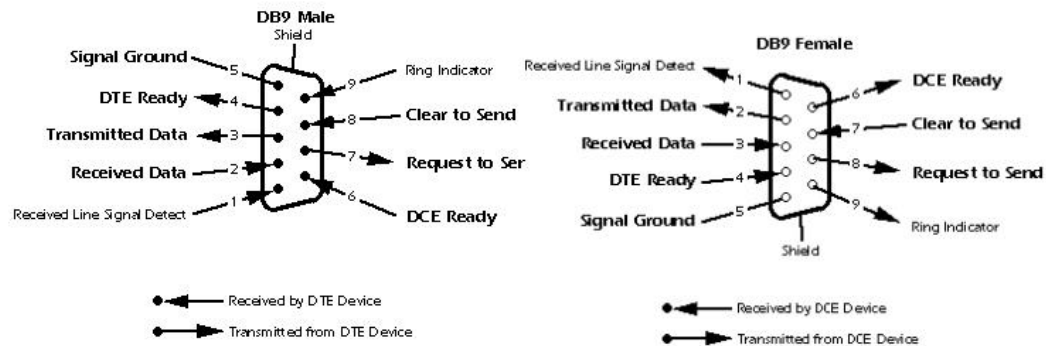 DB9 Male
Shield
Signal Ground
5
9
Ring Indicator
DTE Ready
4
8
Clear to Send
Transmitted Data
3
7
Request to Ser
Received Data
2
6
DCE Ready
Received Line Signal Detect
1
Received by DTE Device
Transmitted from DTE Device
DB9 Female
Received Line Signal Detect
1
6
DCE Ready
Transmitted Data
2
7
Clear to Send
Received Data
3
8
Request to Send
DTE Ready
4
9
Ring Indicator
Signal Ground
5
Shield
Received by DCE Device
Transmitted from DCE Device